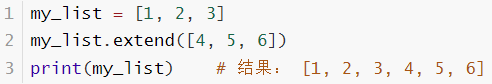 1 my_list = [1, 2, 3]
2 my_list.extend([4, 5, 6])
3 print(my_list)    # 结果： [1, 2, 3, 4, 5, 6]